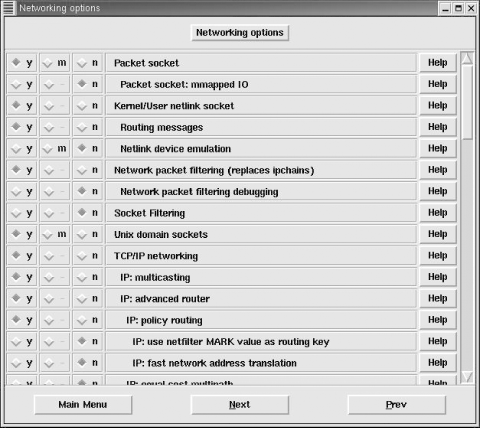 Networking options
Networking options
y m n Packet socket Help
y - n Packet socket: mmapped IO Help
y - n Kernel/User netlink socket Help
y - n Routing messages Help
y m n Netlink device emulation Help
y - n Network packet filtering (replaces ipchains) Help
y - n Network packet filtering debugging Help
y - n Socket Filtering Help
y m n Unix domain sockets Help
y - n TCP/IP networking Help
y - n IP: multicasting Help
y - n IP: advanced router Help
y - n IP: policy routing Help
y - n IP: use netfilter MARK value as routing key Help
y - n IP: fast network address translation Help
y - n IP: equal cost multipath Help
Main Menu Next Prev